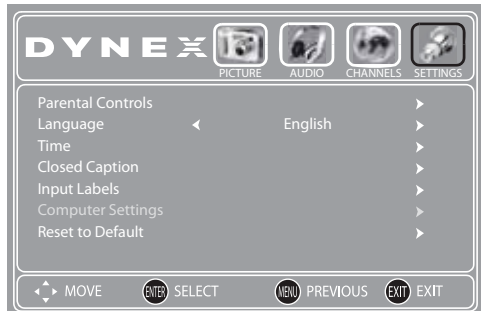 DYNEX
PICTURE AUDIO CHANNELS SETTINGS
Parental Controls
Language English
Time
Closed Caption
Input Labels
Computer Settings
Reset to Default
MOVE ENTER SELECT MENU PREVIOUS EXIT EXIT